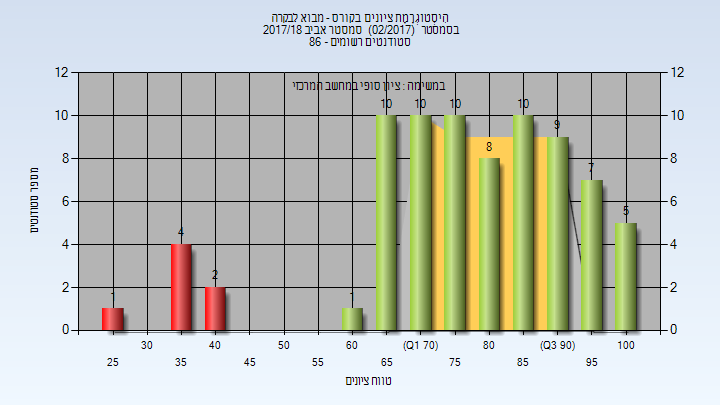 הִיסְטוֹגְרָמַת ציונים בקורס - מבוא לבקרה
בסמסטר (02/2017) סמסטר אביב 2017/18
סטודנטים רשומים - 86
במשימה : ציון סופי במחשב המרכזי
12 12
10 10
8 8
6 6
4 4
2 2
0 0
מספר סטודנטים
1 4 2 1 10 10 10 8 10 9 7 5
30 40 50 60 (Q1 70) 80 (Q3 90) 100
25 35 45 55 65 75 85 95
טווח ציונים